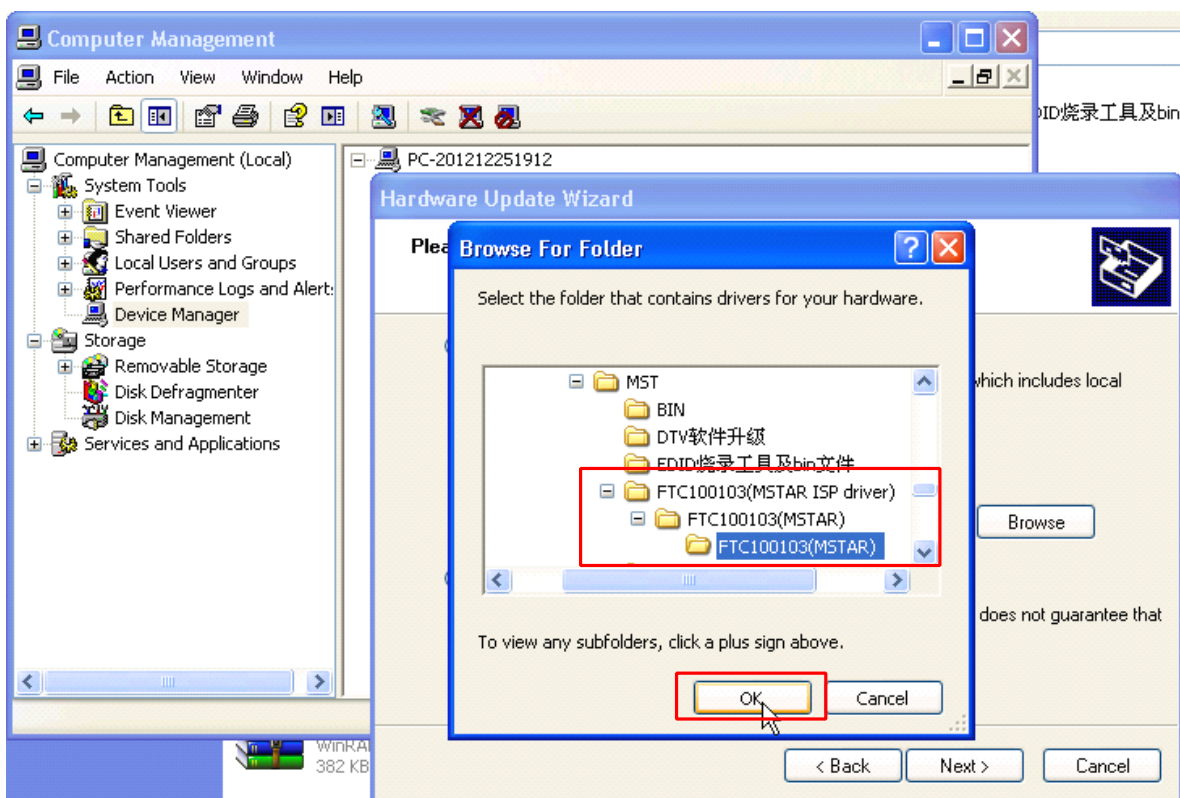 Computer Management
File Action View Window Help
Computer Management (Local)
System Tools
Event Viewer
Shared Folders
Local Users and Groups
Performance Logs and Alert
Device Manager
Storage
Removable Storage
Disk Defragmenter
Disk Management
Services and Applications
PC-201212251912
ID烧录工具及bin
Hardware Update Wizard
Plea
Browse For Folder
Select the folder that contains drivers for your hardware.
MST
BIN
DTV软件升级
EDID烧录工具及bin文件
FTC100103(MSTAR ISP driver)
FTC100103(MSTAR)
FTC100103(MSTAR)
To view any subfolders, click a plus sign above.
OK Cancel
which includes local
Browse
does not guarantee that
WinRA
382 KB
< Back Next > Cancel